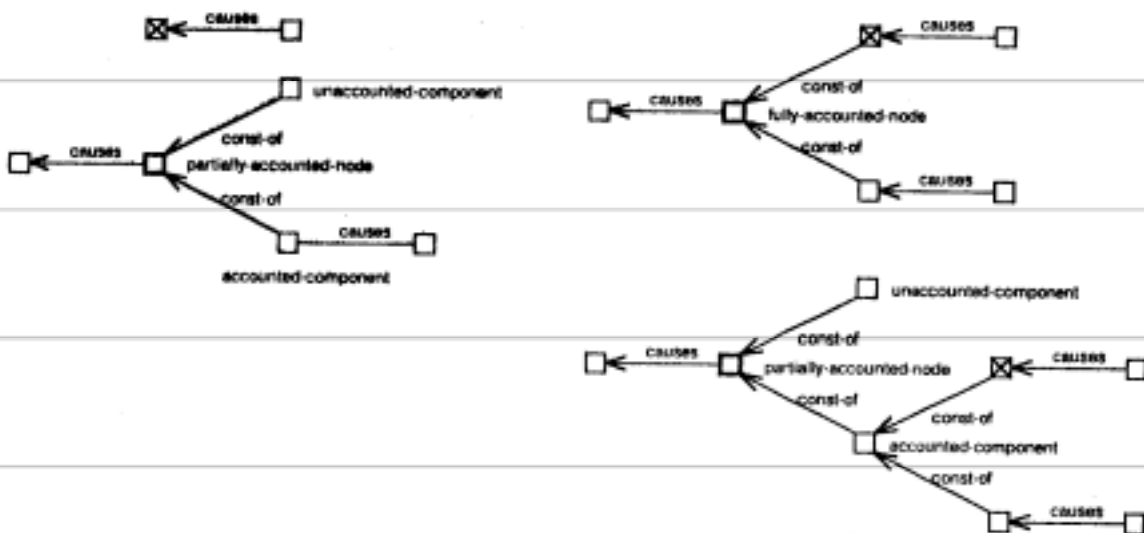 causes
unaccounted-component
const-of
causes
partially-accounted-node
const-of
causes
accounted-component
causes
const-of
causes
fully-accounted-node
const-of
causes
unaccounted-component
const-of
causes
partially-accounted-node
causes
const-of
const-of
accounted-component
const-of
causes